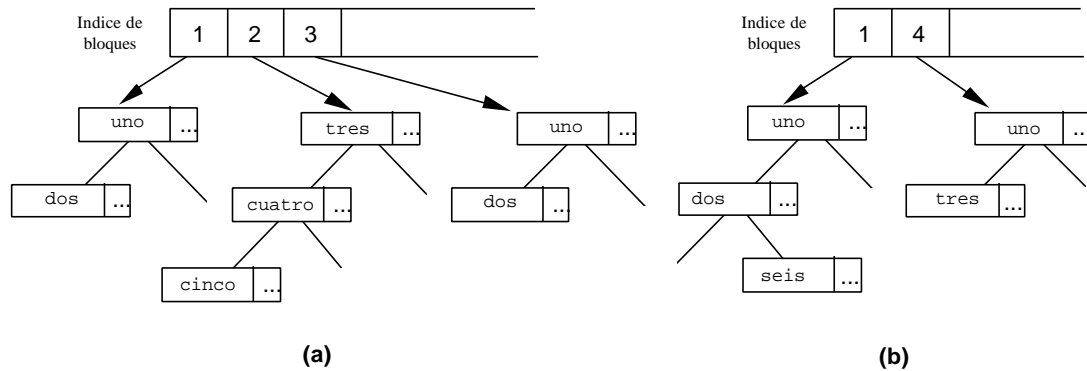 Indice de
bloques
1 2 3
uno ...
tres ...
uno ...
dos ...
cuatro ...
dos ...
cinco ...
(a)
Indice de
bloques
1 4
uno ...
uno ...
dos ...
tres ...
seis ...
(b)